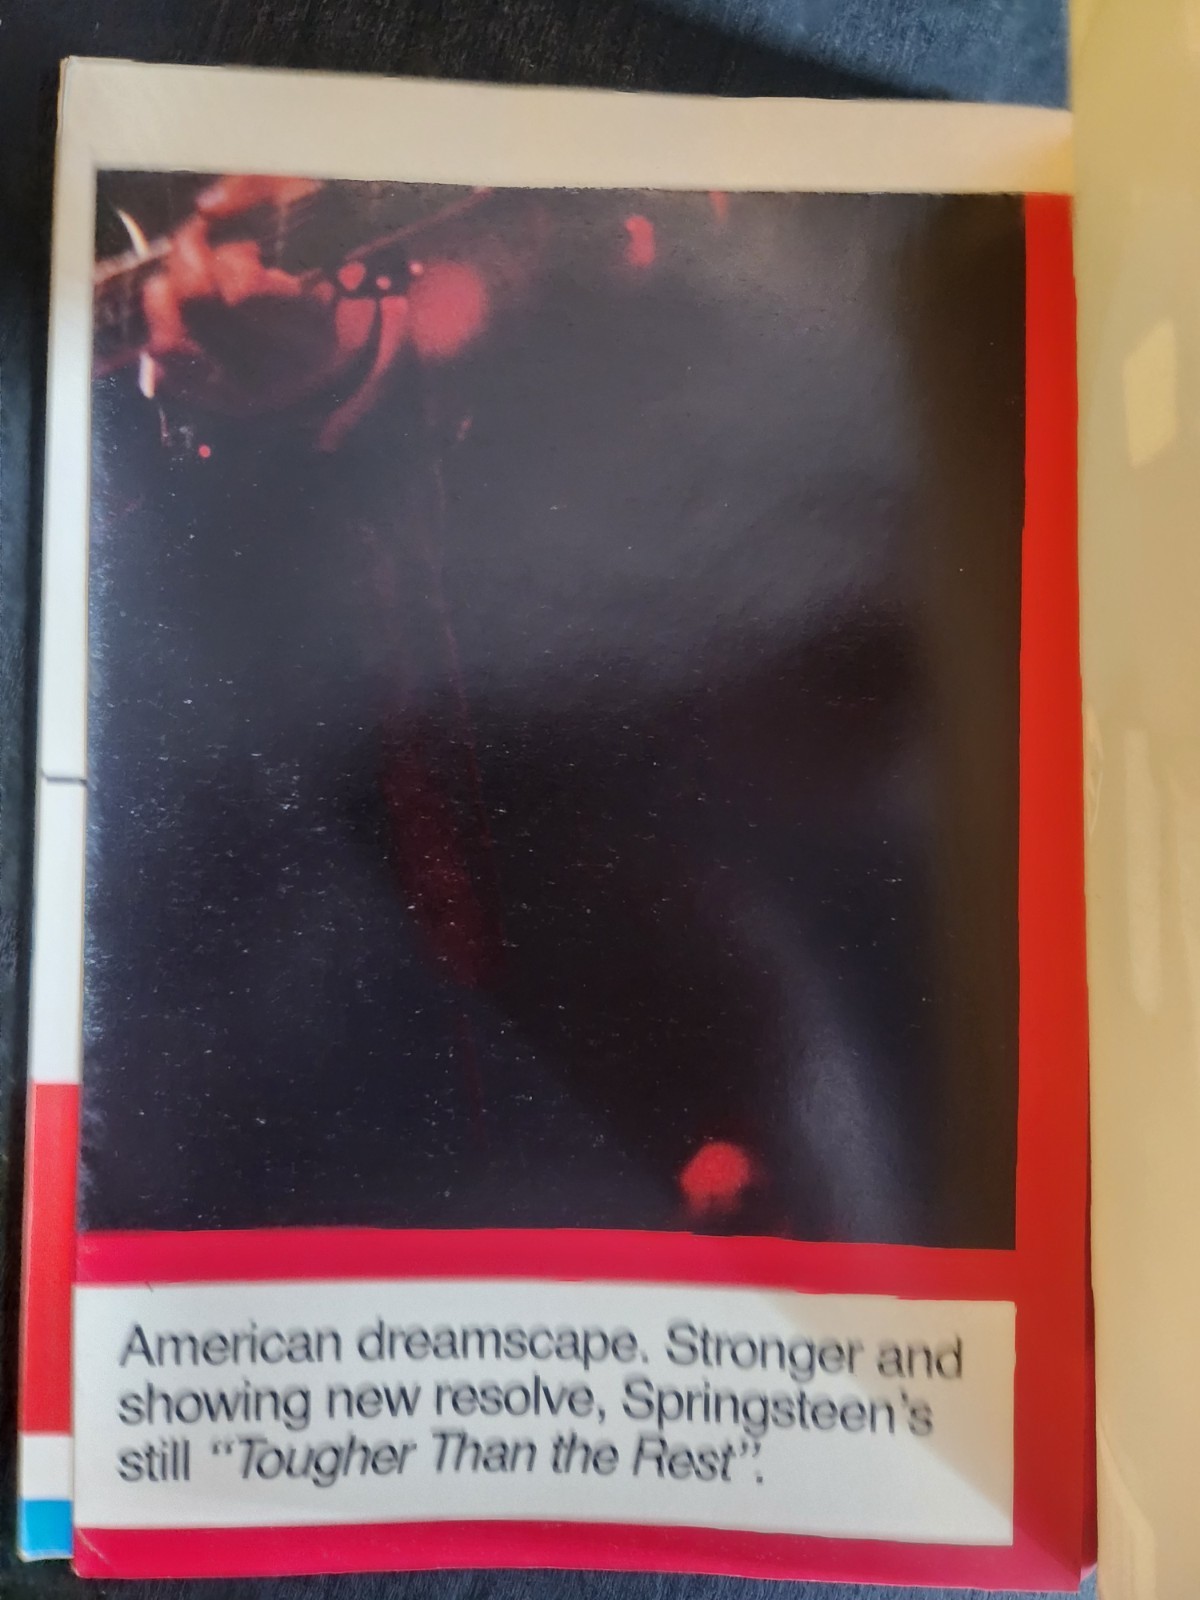 American dreamscape. Stronger and
showing new resolve, Springsteen's
still "Tougher Than the Rest".